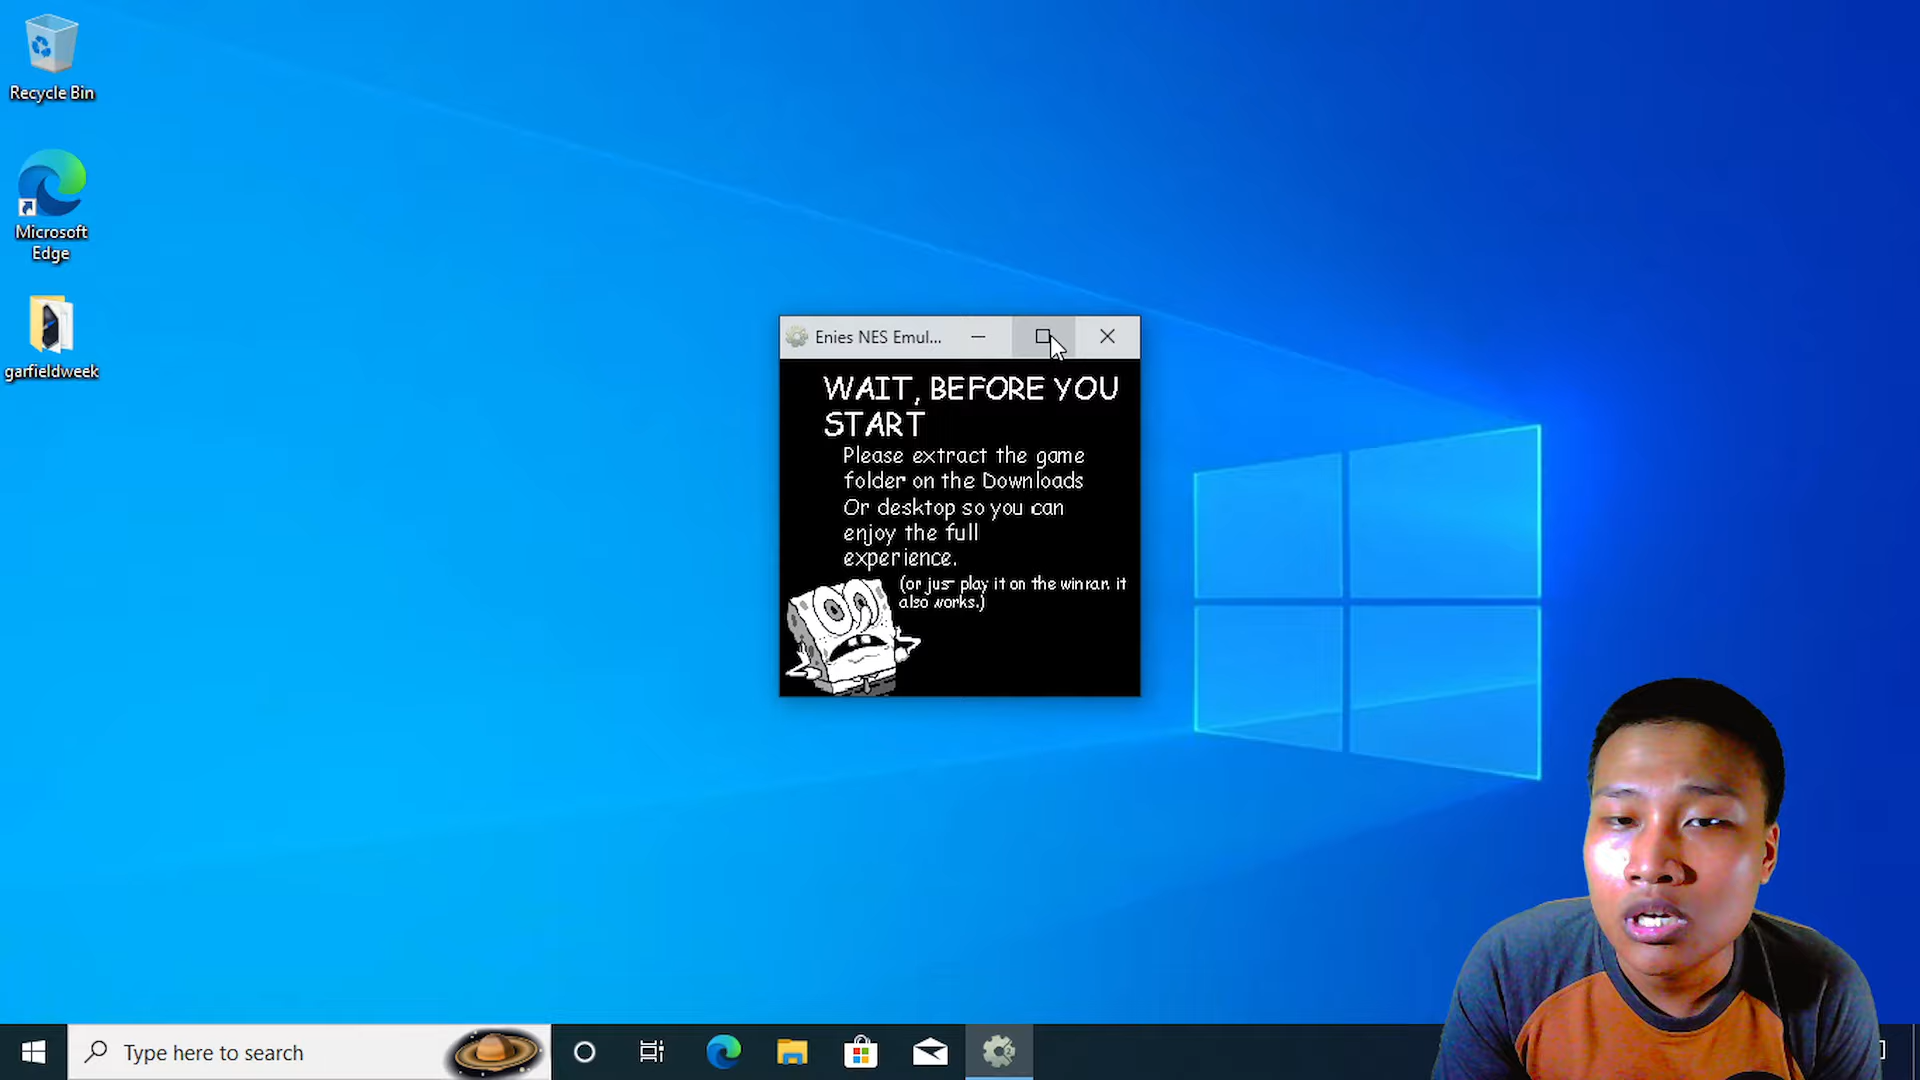 Recycle Bin
Microsoft
Edge
garfieldweek
Enies NES Emul...
WAIT, BEFORE YOU
START
Please extract the game
folder on the Downloads
Or desktop so you can
enjoy the full
experience.
(or jus play it on the winrar. it
also works.)
Type here to search